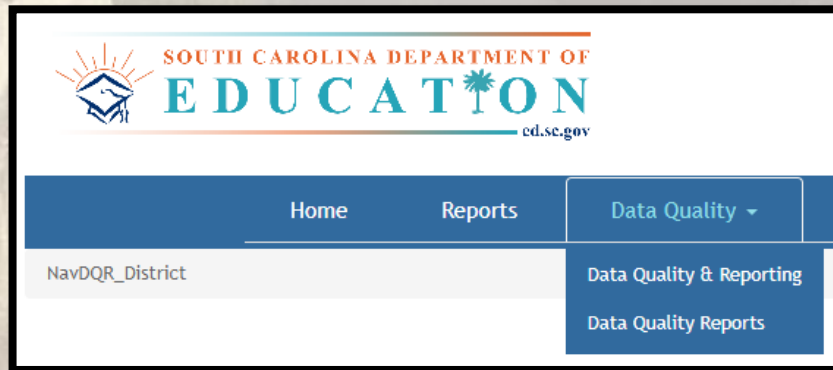 SOUTH CAROLINA DEPARTMENT OF
EDUCATION
ed.sc.gov
Home Reports Data Quality
NavDQR_District
Data Quality & Reporting
Data Quality Reports